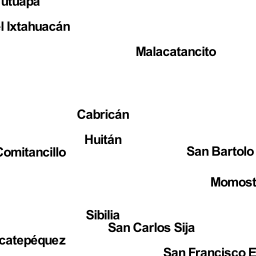 utuapa
l Ixtahuacán
Malacatancito
Cabricán
Huitán
Comitancillo
San Bartolo
Momost
Sibilia
San Carlos Sija
catepéquez
San Francisco E